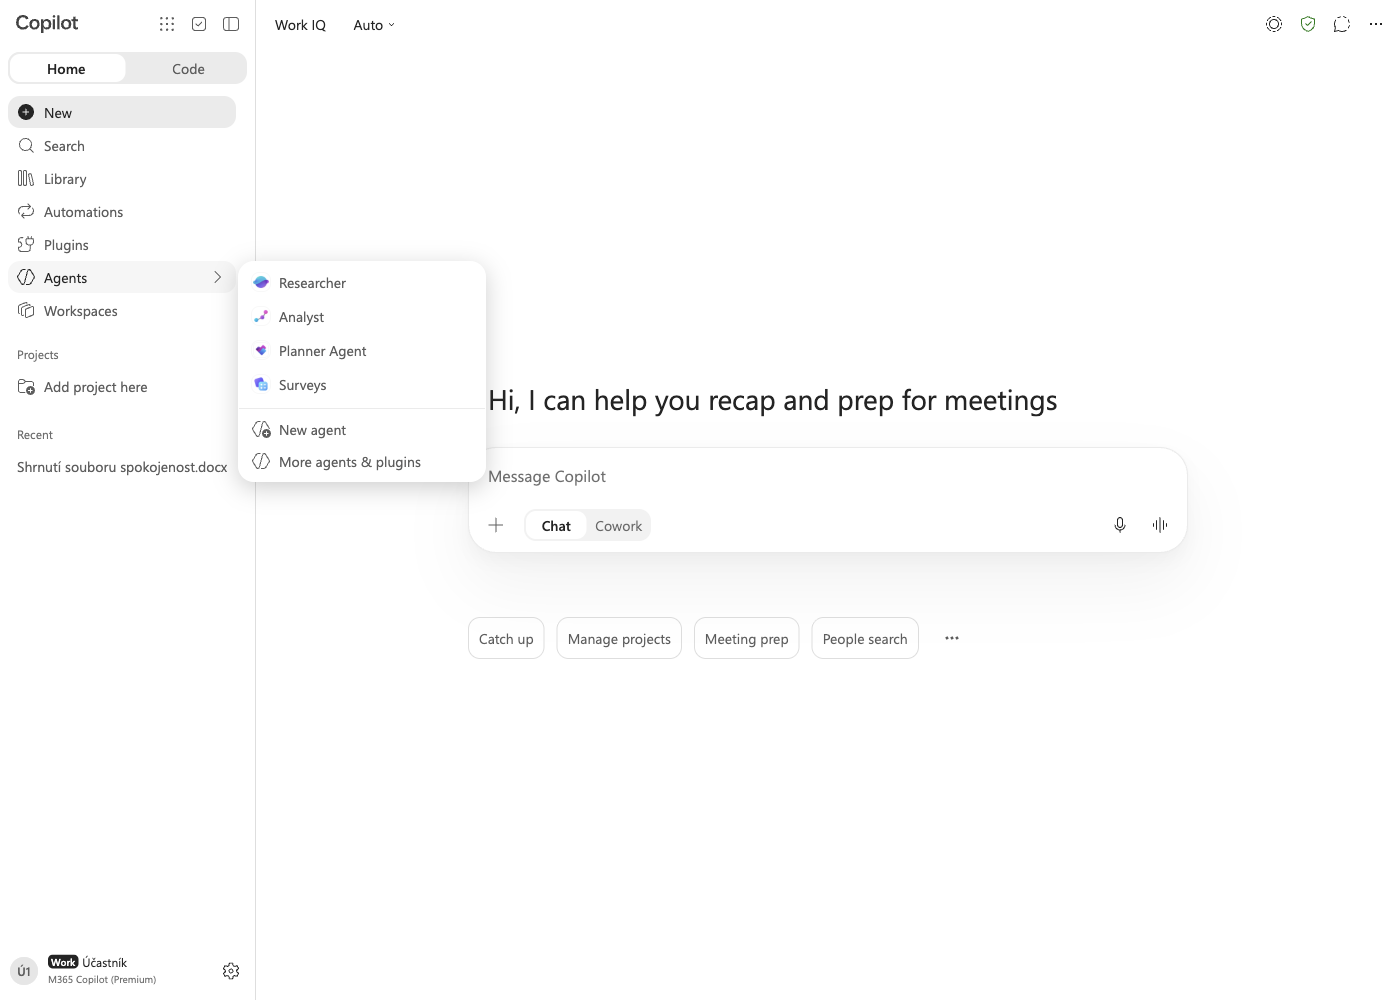 Copilot
Home
Code
New
Search
Library
Automations
Plugins
Agents
Workspaces
Projects
Add project here
Recent
Shrnutí souboru spokojenost.docx
Ú1
Work Účastník
M365 Copilot (Premium)
Researcher
Analyst
Planner Agent
Surveys
New agent
More agents & plugins
Work IQ
Auto
Hi, I can help you recap and prep for meetings
Message Copilot
Chat
Cowork
Catch up
Manage projects
Meeting prep
People search